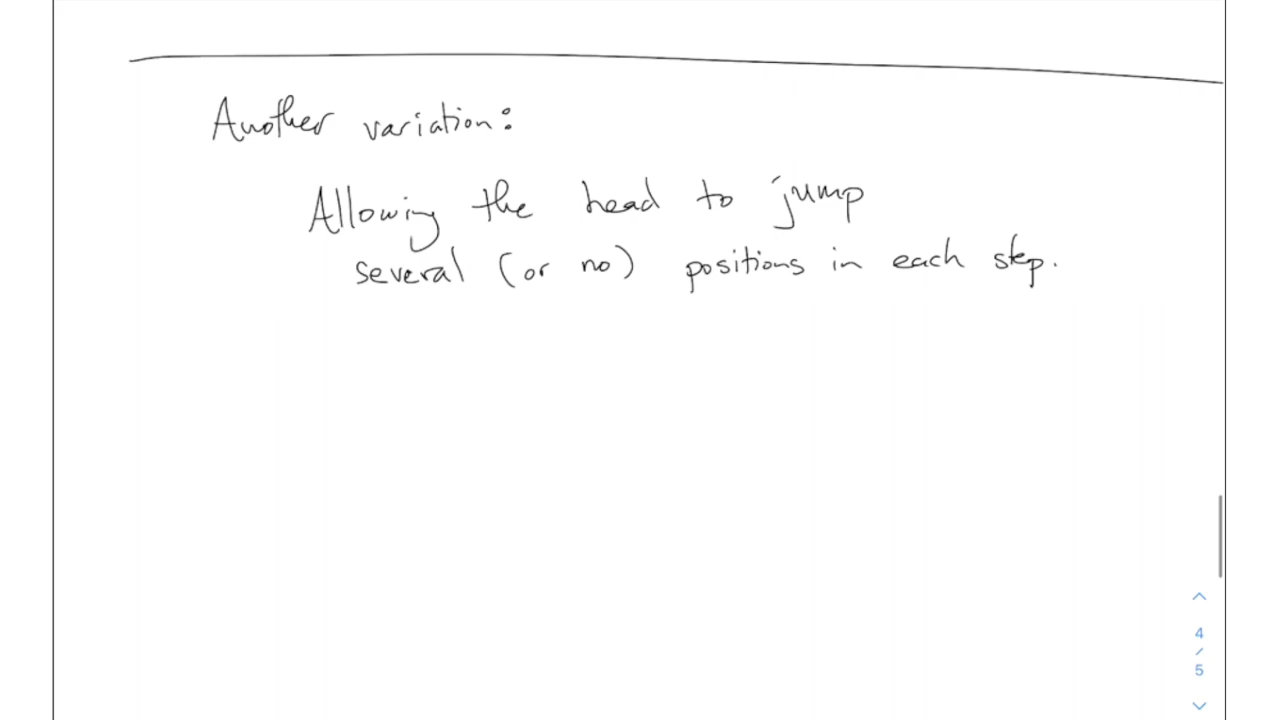 Another variation:
Allowing the head to jump
several (or no) positions in each step.
4
/
5